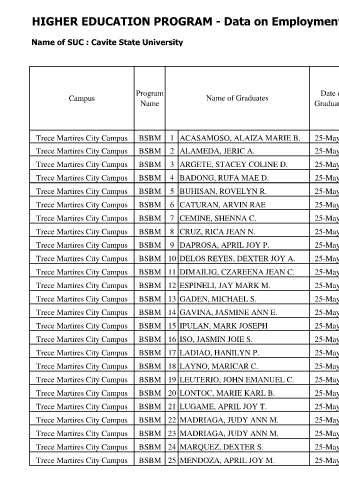 HIGHER EDUCATION PROGRAM - Data on Employment
Name of SUC : Cavite State University
Campus Program Name Name of Graduates Date
Trece Martires City Campus BSBM 1 ACASAMOSO, ALAIZA MARIE B. 25-May
Trece Martires City Campus BSBM 2 ALAMEDA, JERIC A. 25-May
Trece Martires City Campus BSBM 3 ARGETE, STACEY COLINE D. 25-May
Trece Martires City Campus BSBM 4 BADONG, RUFA MAE D. 25-May
Trece Martires City Campus BSBM 5 BUHISAN, ROVELYN R. 25-May
Trece Martires City Campus BSBM 6 CATURAN, ARVIN RAE 25-May
Trece Martires City Campus BSBM 7 CEMINE, SHENNA C. 25-May
Trece Martires City Campus BSBM 8 CRUZ, RICA JEAN N. 25-May
Trece Martires City Campus BSBM 9 DAPROSA, APRIL JOY P. 25-May
Trece Martires City Campus BSBM 10 DELOS REYES, DEXTER JOY A. 25-May
Trece Martires City Campus BSBM 11 DIMAILIG, CZAREENA JEAN C. 25-May
Trece Martires City Campus BSBM 12 ESPINELI, JAY MARK M. 25-May
Trece Martires City Campus BSBM 13 GADEN, MICHAEL S. 25-May
Trece Martires City Campus BSBM 14 GAVINA, JASMINE ANN E. 25-May
Trece Martires City Campus BSBM 15 IPULAN, MARK JOSEPH 25-May
Trece Martires City Campus BSBM 16 ISO, JASMIN JOIE S. 25-May
Trece Martires City Campus BSBM 17 LADIAO, HANILYN P. 25-May
Trece Martires City Campus BSBM 18 LAYNO, MARICAR C. 25-May
Trece Martires City Campus BSBM 19 LEUTERIO, JOHN EMANUEL C. 25-May
Trece Martires City Campus BSBM 20 LONTOC, MARIE KARL B. 25-May
Trece Martires City Campus BSBM 21 LUGAME, APRIL JOY T. 25-May
Trece Martires City Campus BSBM 22 MADRIAGA, JUDY ANN M. 25-May
Trece Martires City Campus BSBM 23 MADRIAGA, JUDY ANN M. 25-May
Trece Martires City Campus BSBM 24 MARQUEZ, DEXTER S. 25-May
Trece Martires City Campus BSBM 25 MENDOZA, APRIL JOY M. 25-May